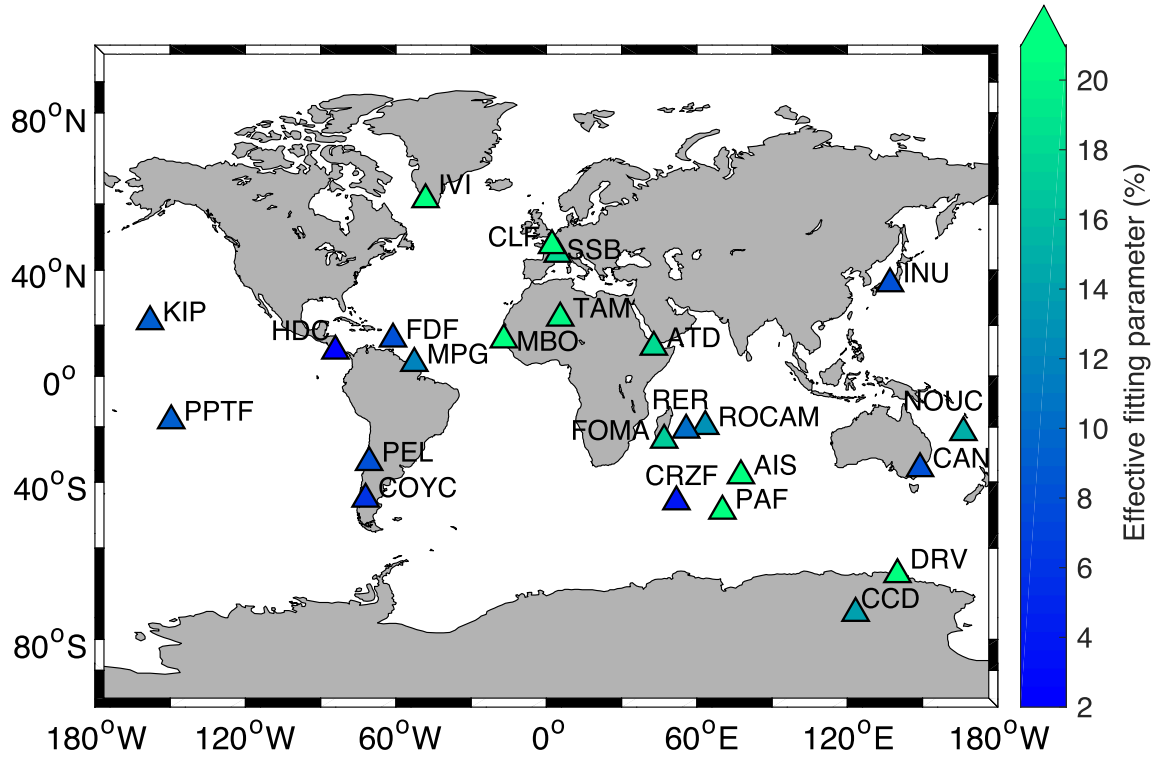 80°N
40°N
0°
40°S
80°S
180°W
120°W
60°W
0°
60°E
120°W
180°W
IVI
CLF
SSB
INU
KIP
HDC
FDF
MPG
TAM
MBO
ATD
PPTF
RER
ROCAM
FOMA
NOUC
PEL
CAN
COYC
CRZF
AIS
PAF
DRV
CCD
20
18
16
14
12
10
8
6
4
2
Effective fitting parameter (%)